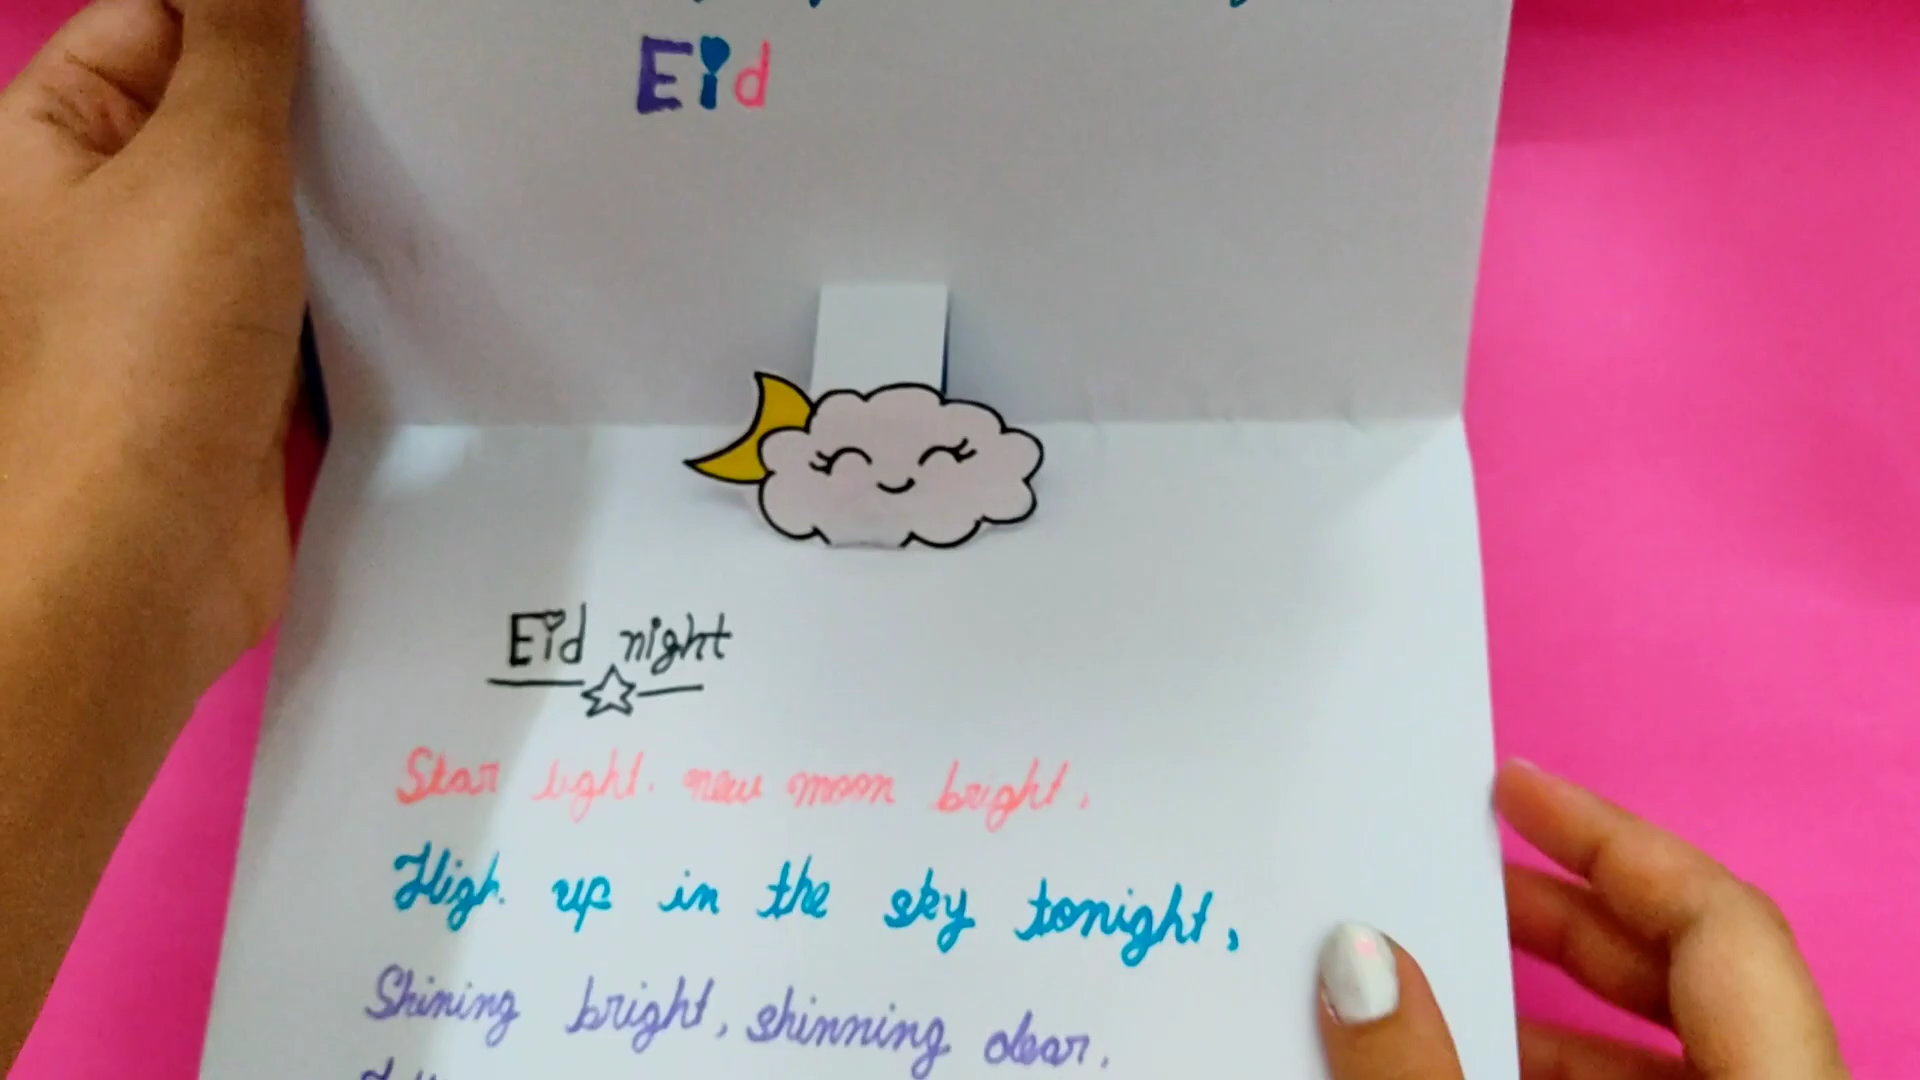 Eid
Eid night
Star light. new moon bright,
High up in the sky tonight,
Shining bright, shinning clear,